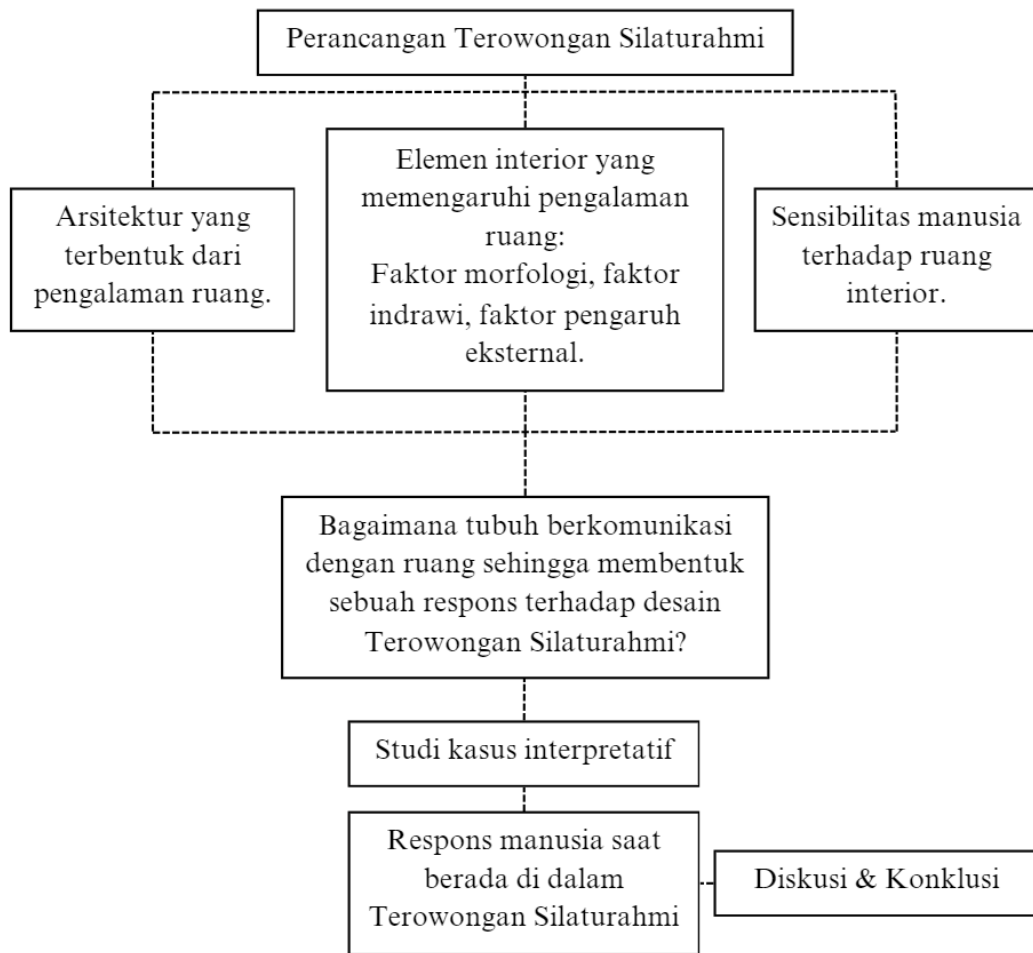 Perancangan Terowongan Silaturahmi
Arsitektur yang
terbentuk dari
pengalaman ruang.
Elemen interior yang
memengaruhi pengalaman
ruang:
Faktor morfologi, faktor
indrawi, faktor pengaruh
eksternal.
Sensibilitas manusia
terhadap ruang
interior.
Bagaimana tubuh berkomunikasi
dengan ruang sehingga membentuk
sebuah respons terhadap desain
Terowongan Silaturahmi?
Studi kasus interpretatif
Respons manusia saat
berada di dalam
Terowongan Silaturahmi
Diskusi & Konklusi